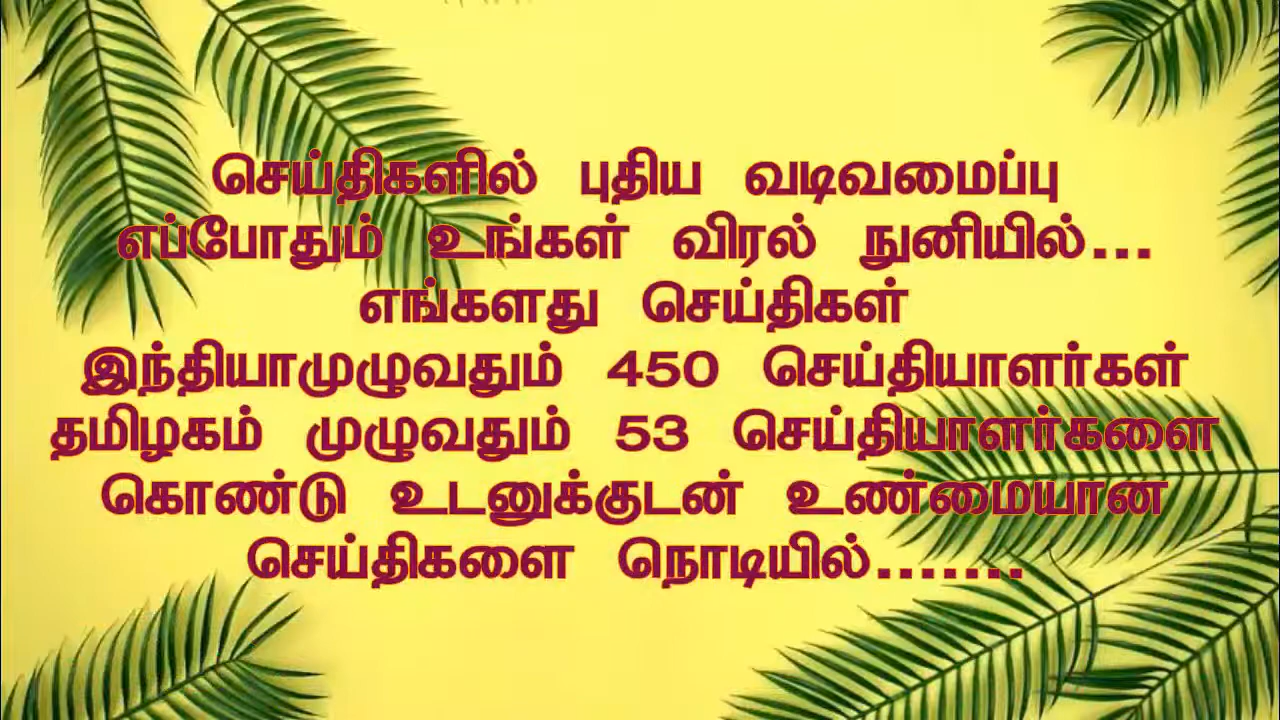 செய்திகளில் புதிய வடிவமைப்பு
எப்போதும் உங்கள் விரல் நுனியில்...
எங்களது செய்திகள்
இந்தியாமுழுவதும் 450 செய்தியாளர்கள்
தமிழகம் முழுவதும் 53 செய்தியாளர்களை
கொண்டு உடனுக்குடன் உண்மையான
செய்திகளை நொடியில்.......